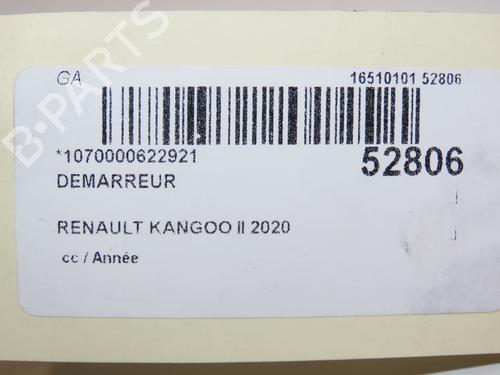 GA 16510101 52806
*1070000622921 52806
DEMARREUR
RENAULT KANGOO II 2020
cc / Année
B-PARTS